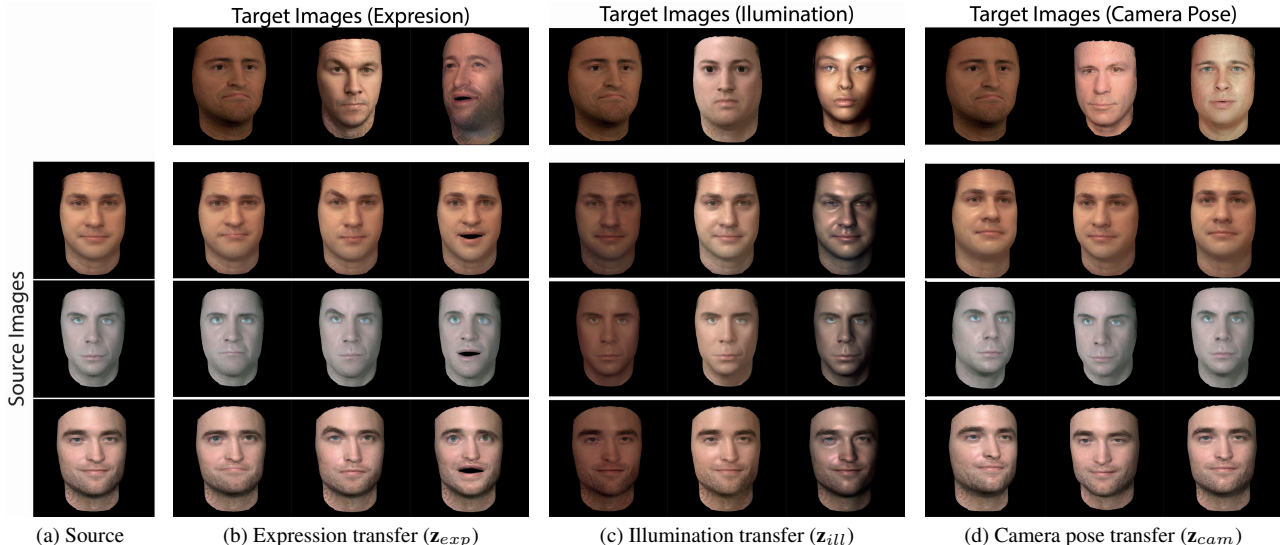 Target Images (Expresion)
Target Images (Ilumination)
Target Images (Camera Pose)
Source Images
(a) Source
(b) Expression transfer (z_exp)
(c) Illumination transfer (z_ill)
(d) Camera pose transfer (z_cam)